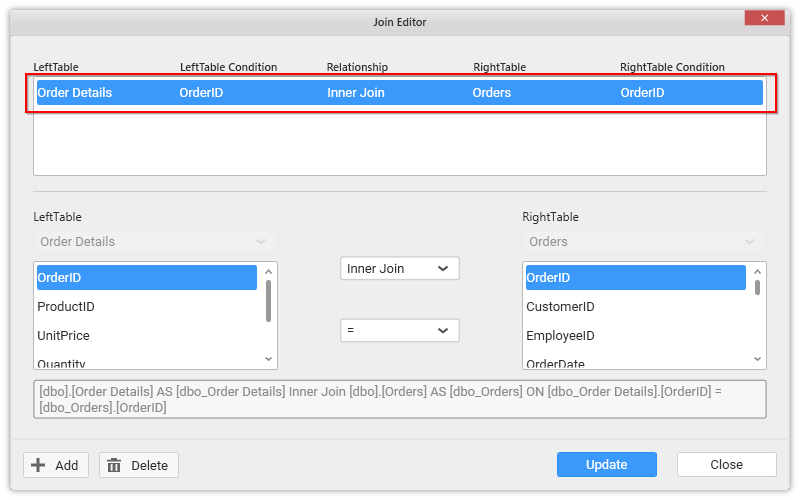 Join Editor
LeftTable LeftTable Condition Relationship RightTable RightTable Condition
Order Details OrderID Inner Join Orders OrderID
LeftTable RightTable
Order Details Orders
OrderID Inner Join OrderID
ProductID CustomerID
UnitPrice = EmployeeID
Quantity OrderDate
[dbo].[Order Details] AS [dbo_Order Details] Inner Join [dbo].[Orders] AS [dbo_Orders] ON [dbo_Order Details].[OrderID] =
[dbo_Orders].[OrderID]
Add Delete Update Close